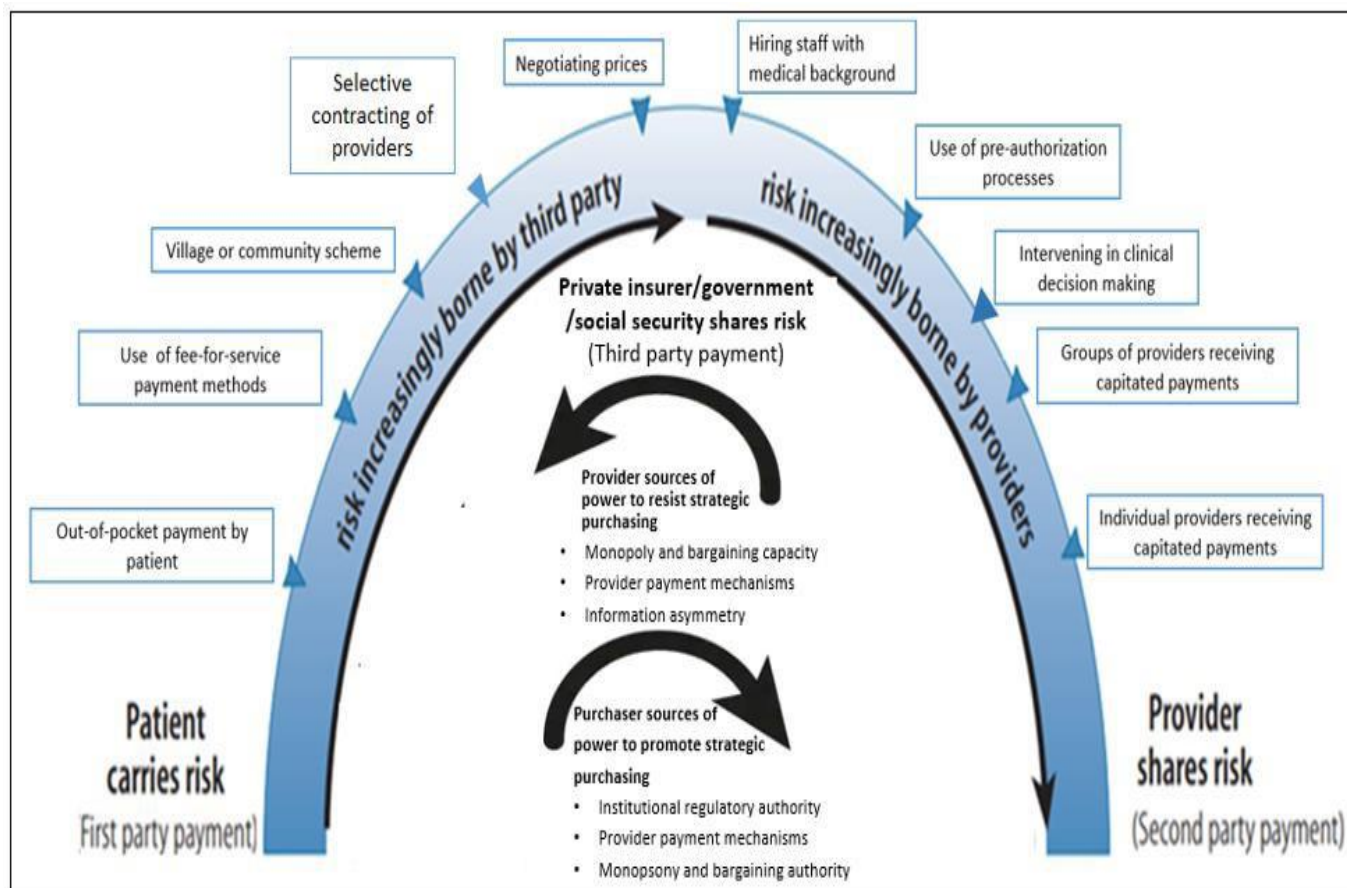 Negotiating prices
Hiring staff with
medical background
Selective
contracting of
providers
Use of pre-authorization
processes
Village or community scheme
Intervening in clinical
decision making
Use of fee-for-service
payment methods
Groups of providers receiving
capitated payments
Out-of-pocket payment by
patient
Individual providers receiving
capitated payments
risk increasingly borne by third party
risk increasingly borne by providers
Private insurer/government
/social security shares risk
(Third party payment)
Provider sources of
power to resist strategic
purchasing
• Monopoly and bargaining capacity
• Provider payment mechanisms
• Information asymmetry
Purchaser sources of
power to promote strategic
purchasing
• Institutional regulatory authority
• Provider payment mechanisms
• Monopsony and bargaining authority
Patient
carries risk
First party payment)
Provider
shares risk
(Second party payment)